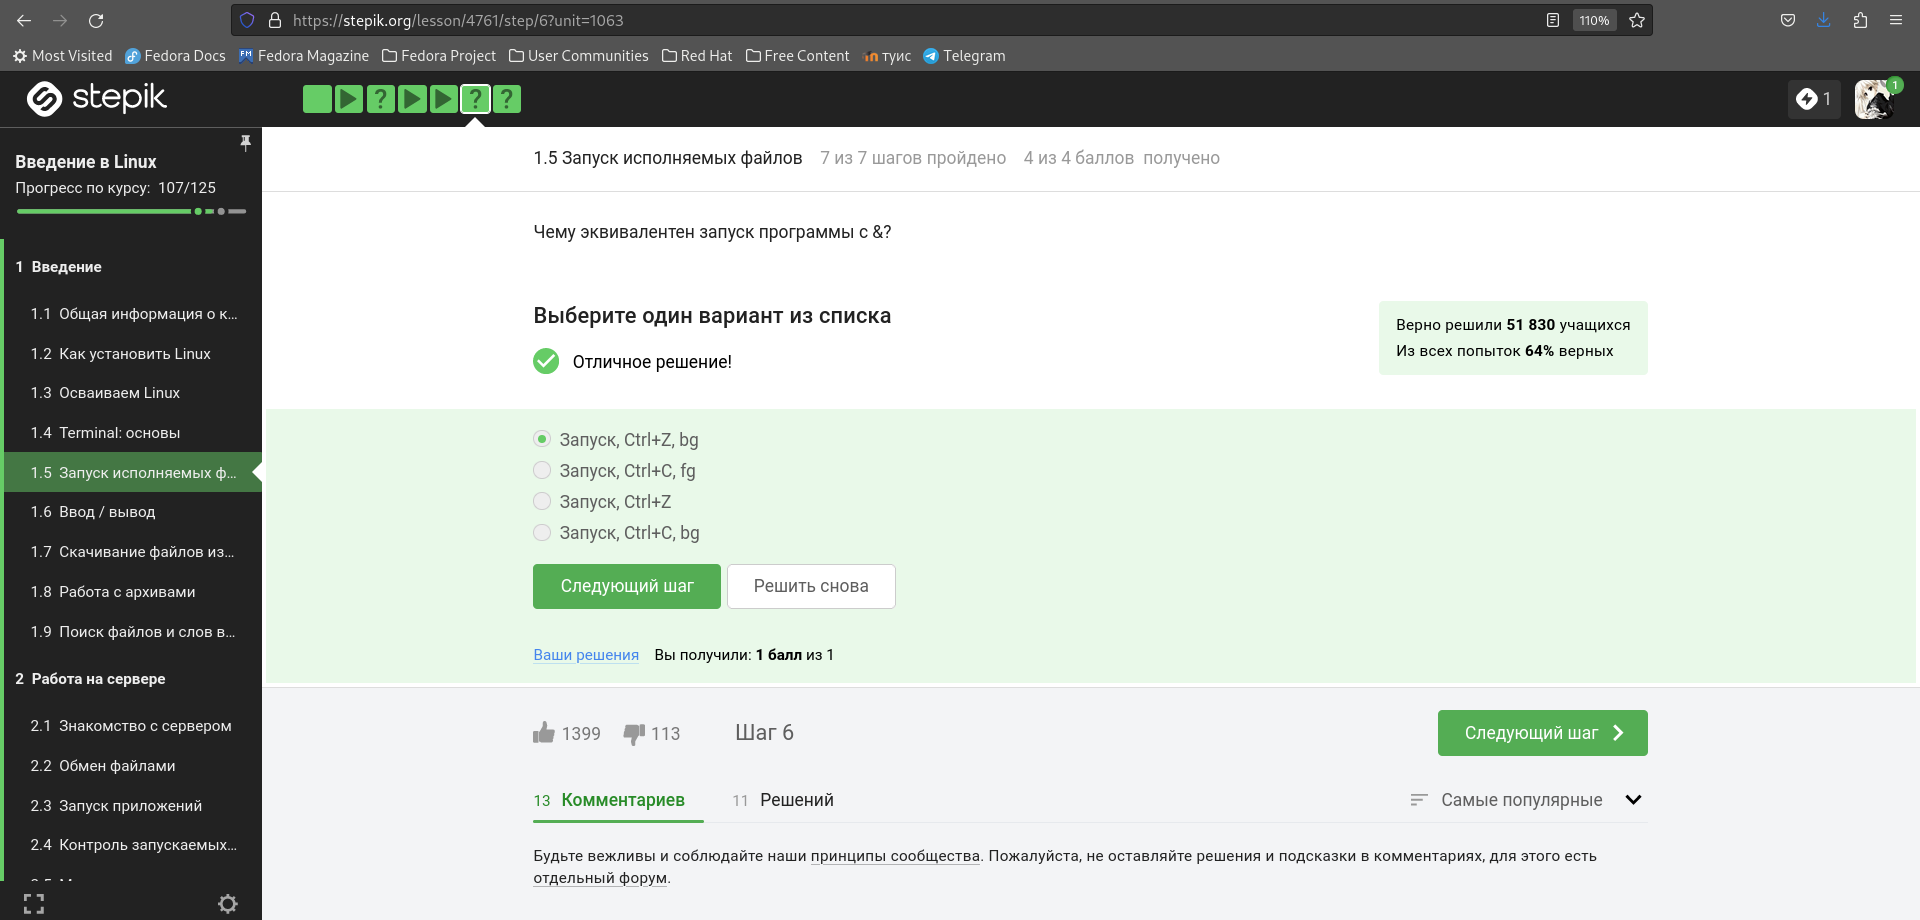 https://stepik.org/lesson/4761/step/6?unit=1063
110%
Most Visited
Fedora Docs
Fedora Magazine
Fedora Project
User Communities
Red Hat
Free Content
туис
Telegram
stepik
? ? ?
1
1
Введение в Linux
Прогресс по курсу: 107/125
1 Введение
1.1 Общая информация о к...
1.2 Как установить Linux
1.3 Осваиваем Linux
1.4 Terminal: основы
1.5 Запуск исполняемых ф...
1.6 Ввод / вывод
1.7 Скачивание файлов из...
1.8 Работа с архивами
1.9 Поиск файлов и слов в...
2 Работа на сервере
2.1 Знакомство с сервером
2.2 Обмен файлами
2.3 Запуск приложений
2.4 Контроль запускаемых...
1.5 Запуск исполняемых файлов 7 из 7 шагов пройдено 4 из 4 баллов получено
Чему эквивалентен запуск программы с &?
Выберите один вариант из списка
Отличное решение!
Верно решили 51 830 учащихся
Из всех попыток 64% верных
Запуск, Ctrl+Z, bg
Запуск, Ctrl+C, fg
Запуск, Ctrl+Z
Запуск, Ctrl+C, bg
Следующий шаг
Решить снова
Ваши решения Вы получили: 1 балл из 1
1399 113 Шаг 6
Следующий шаг
13 Комментариев 11 Решений
Самые популярные
Будьте вежливы и соблюдайте наши принципы сообщества. Пожалуйста, не оставляйте решения и подсказки в комментариях, для этого есть
отдельный форум.